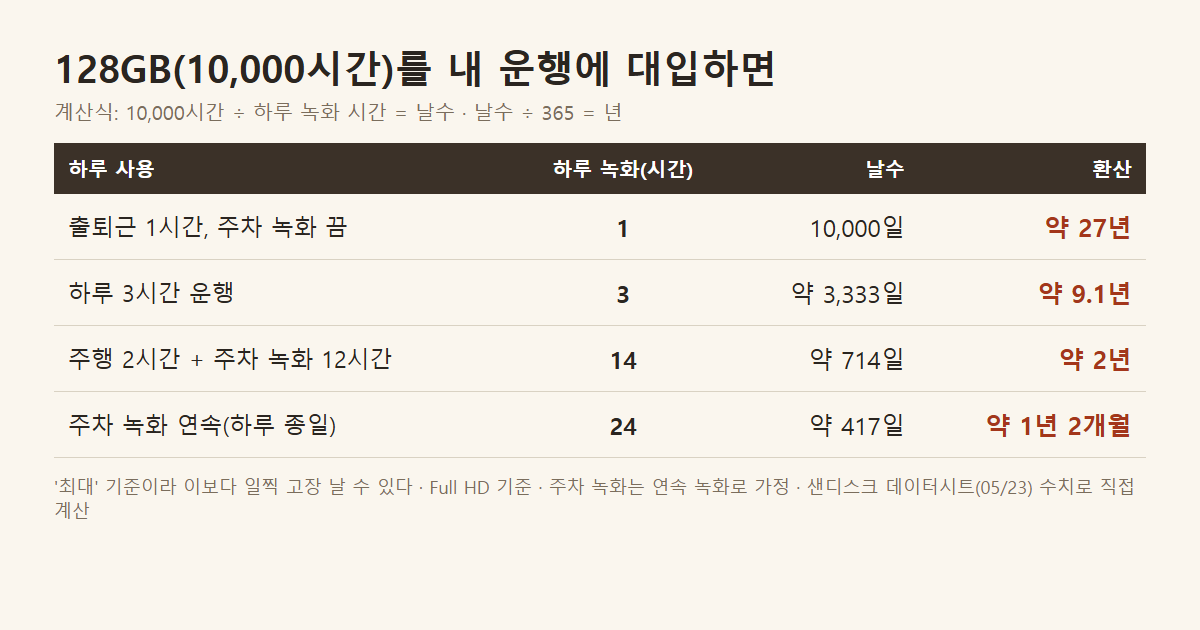 128GB(10,000시간)를 내 운행에 대입하면
계산식: 10,000시간 ÷ 하루 녹화 시간 = 날수 · 날수 ÷ 365 = 년
하루 사용 하루 녹화(시간) 날수 환산
출퇴근 1시간, 주차 녹화 끔 1 10,000일 약 27년
하루 3시간 운행 3 약 3,333일 약 9.1년
주행 2시간 + 주차 녹화 12시간 14 약 714일 약 2년
주차 녹화 연속(하루 종일) 24 약 417일 약 1년 2개월
'최대' 기준이라 이보다 일찍 고장 날 수 있다 · Full HD 기준 · 주차 녹화는 연속 녹화로 가정 · 샌디스크 데이터시트(05/23) 수치로 직접
계산